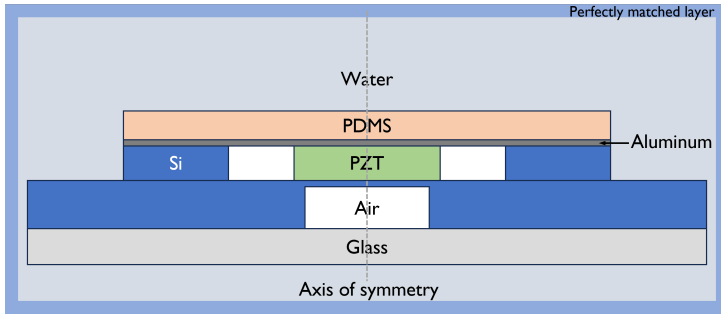 Perfectly matched layer
Water
PDMS
Aluminum
Si
PZT
Air
Glass
Axis of symmetry